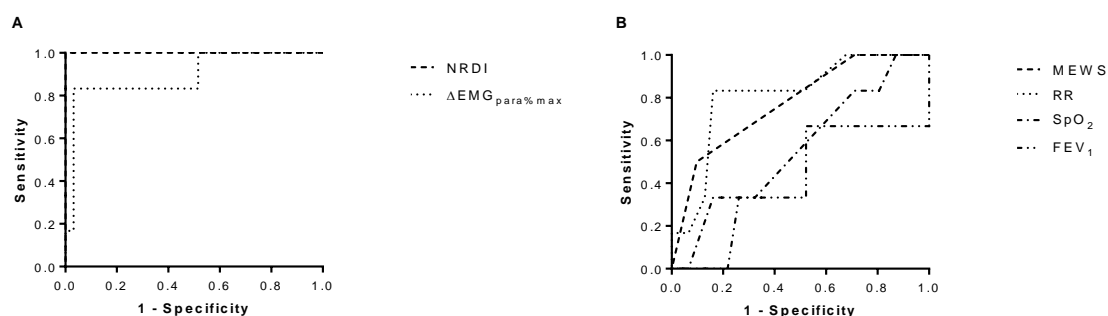 A
1.0
0.8
0.6
0.4
0.2
0.0
Sensitivity
0.0 0.2 0.4 0.6 0.8 1.0
1 - Specificity
NRDI
ΔEMGpara%max
B
1.0
0.8
0.6
0.4
0.2
0.0
Sensitivity
0.0 0.2 0.4 0.6 0.8 1.0
1 - Specificity
MEWS
RR
SpO2
FEV1